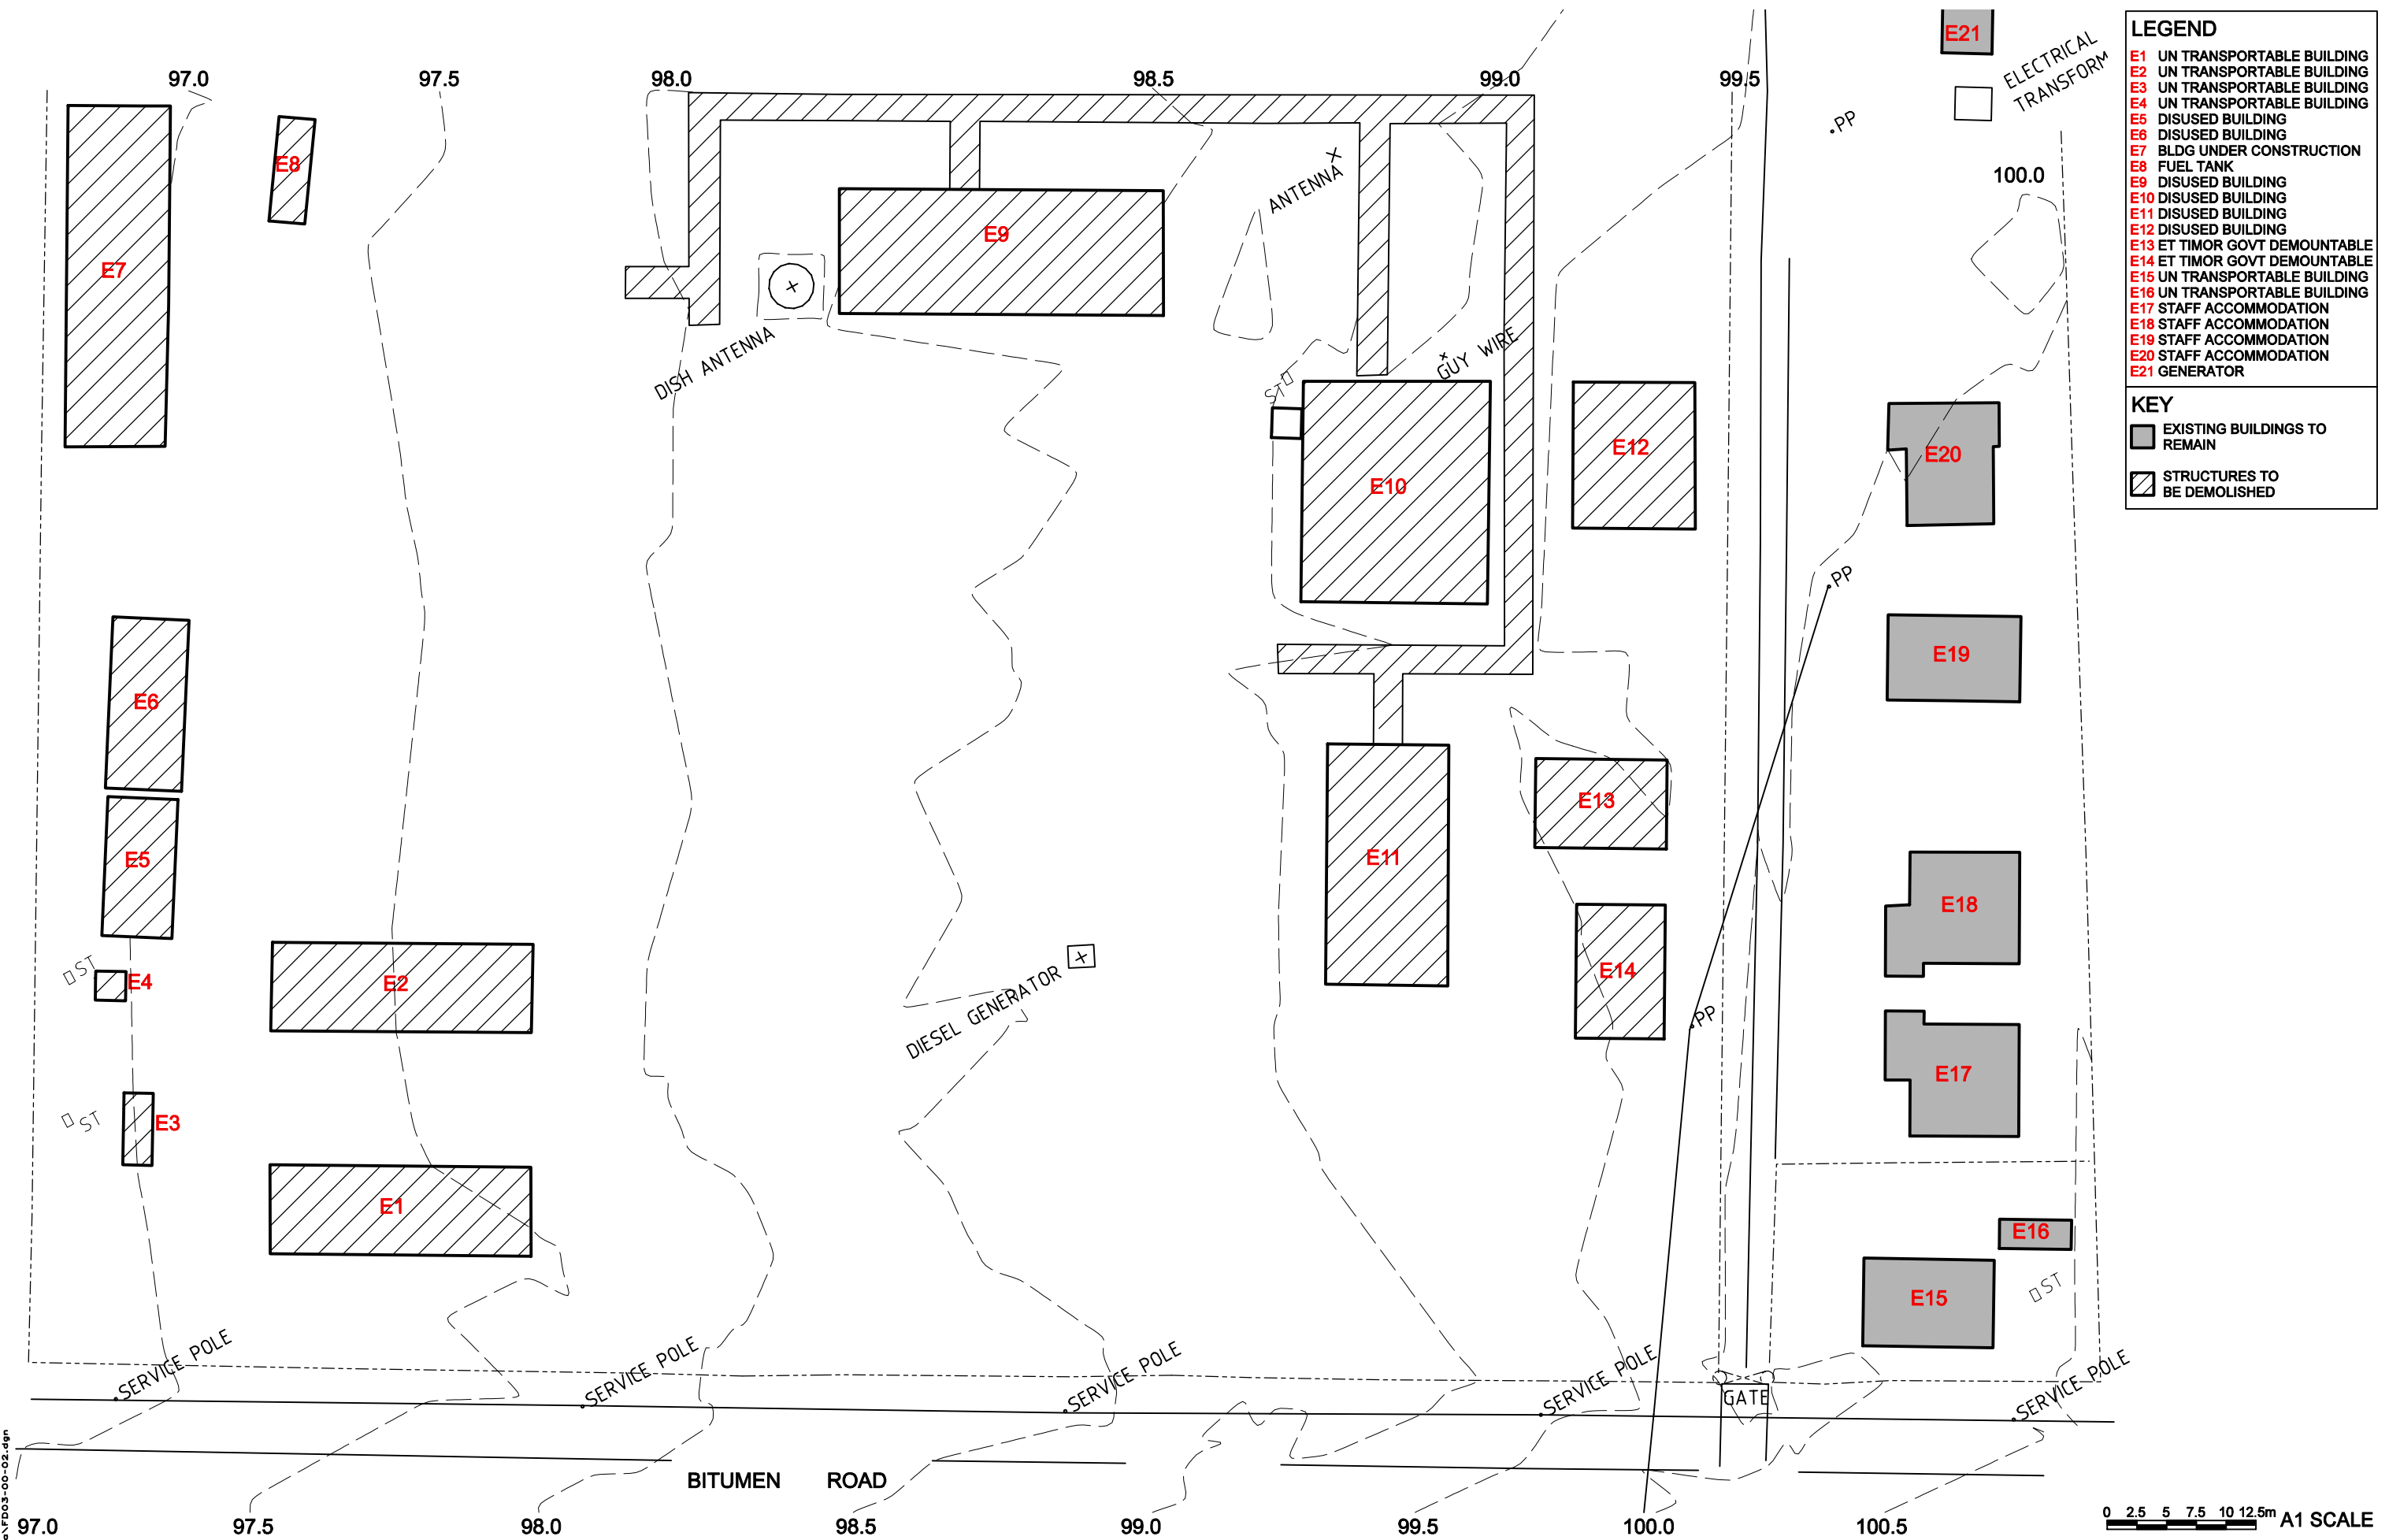 97.0
97.5
98.0
98.5
99.0
99.5
E21
ELECTRICAL
TRANSFORM
PP
100.0
E7
E8
E9
ANTENNA
DISH ANTENNA
GUY WIRE
ST
E10
E12
E20
PP
E6
E19
E5
E11
E13
E18
ST
E4
E2
DIESEL GENERATOR
E14
PP
E17
ST
E3
E1
E16
E15
ST
SERVICE POLE
SERVICE POLE
SERVICE POLE
SERVICE POLE
GATE
SERVICE POLE
BITUMEN ROAD
97.0
97.5
98.0
98.5
99.0
99.5
100.0
100.5
LEGEND
E1 UN TRANSPORTABLE BUILDING
E2 UN TRANSPORTABLE BUILDING
E3 UN TRANSPORTABLE BUILDING
E4 UN TRANSPORTABLE BUILDING
E5 DISUSED BUILDING
E6 DISUSED BUILDING
E7 BLDG UNDER CONSTRUCTION
E8 FUEL TANK
E9 DISUSED BUILDING
E10 DISUSED BUILDING
E11 DISUSED BUILDING
E12 DISUSED BUILDING
E13 ET TIMOR GOVT DEMOUNTABLE
E14 ET TIMOR GOVT DEMOUNTABLE
E15 UN TRANSPORTABLE BUILDING
E16 UN TRANSPORTABLE BUILDING
E17 STAFF ACCOMMODATION
E18 STAFF ACCOMMODATION
E19 STAFF ACCOMMODATION
E20 STAFF ACCOMMODATION
E21 GENERATOR
KEY
EXISTING BUILDINGS TO
REMAIN
STRUCTURES TO
BE DEMOLISHED
0 2.5 5 7.5 10 12.5m A1 SCALE
\FD03-000-02.dgn